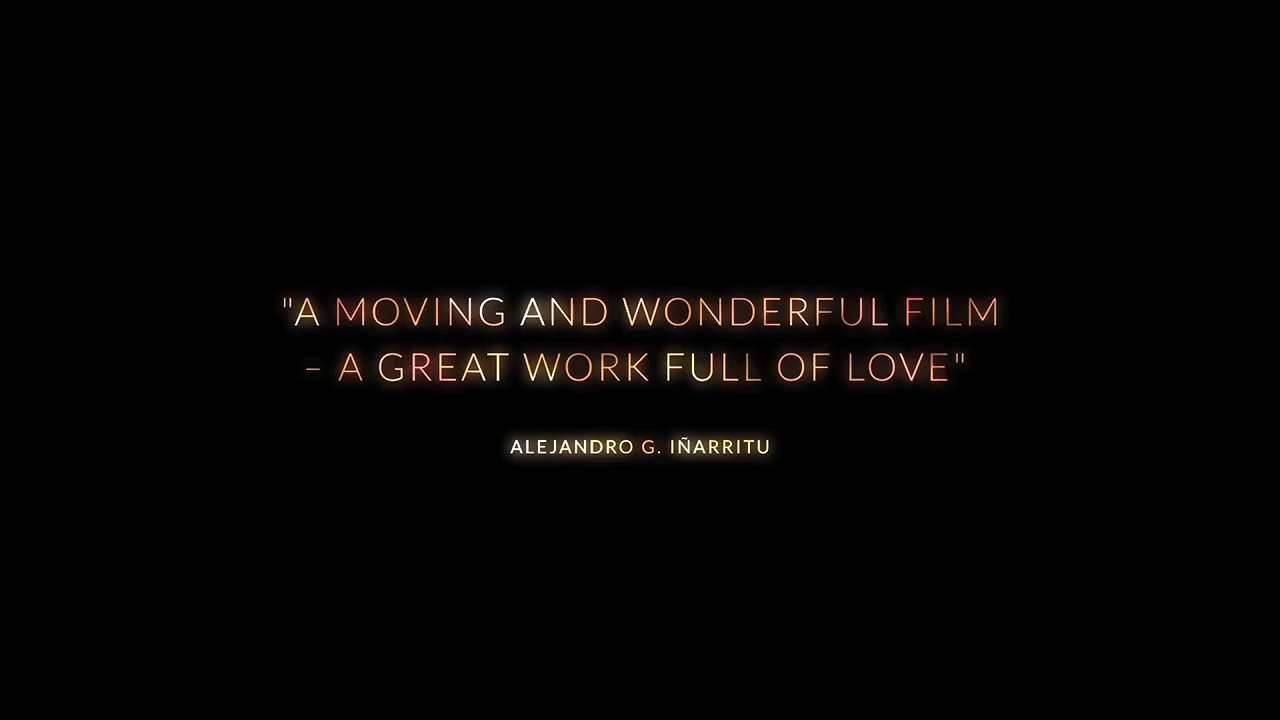 "A MOVING AND WONDERFUL FILM
– A GREAT WORK FULL OF LOVE"
ALEJANDRO G. IÑARRITU